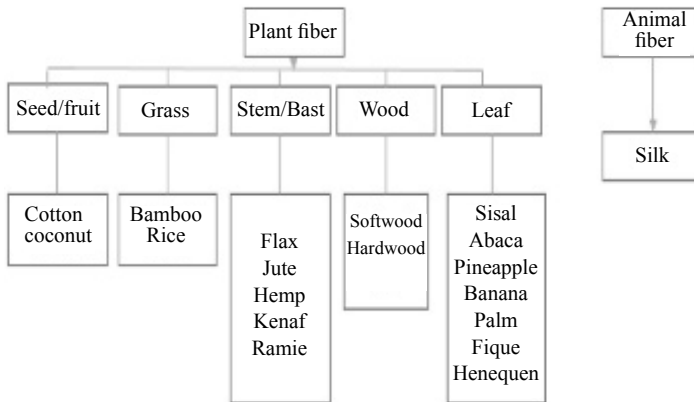 Plant fiber
Animal
fiber
Seed/fruit
Grass
Stem/Bast
Wood
Leaf
Silk
Cotton
coconut
Bamboo
Rice
Flax
Jute
Hemp
Kenaf
Ramie
Softwood
Hardwood
Sisal
Abaca
Pineapple
Banana
Palm
Fique
Henequen